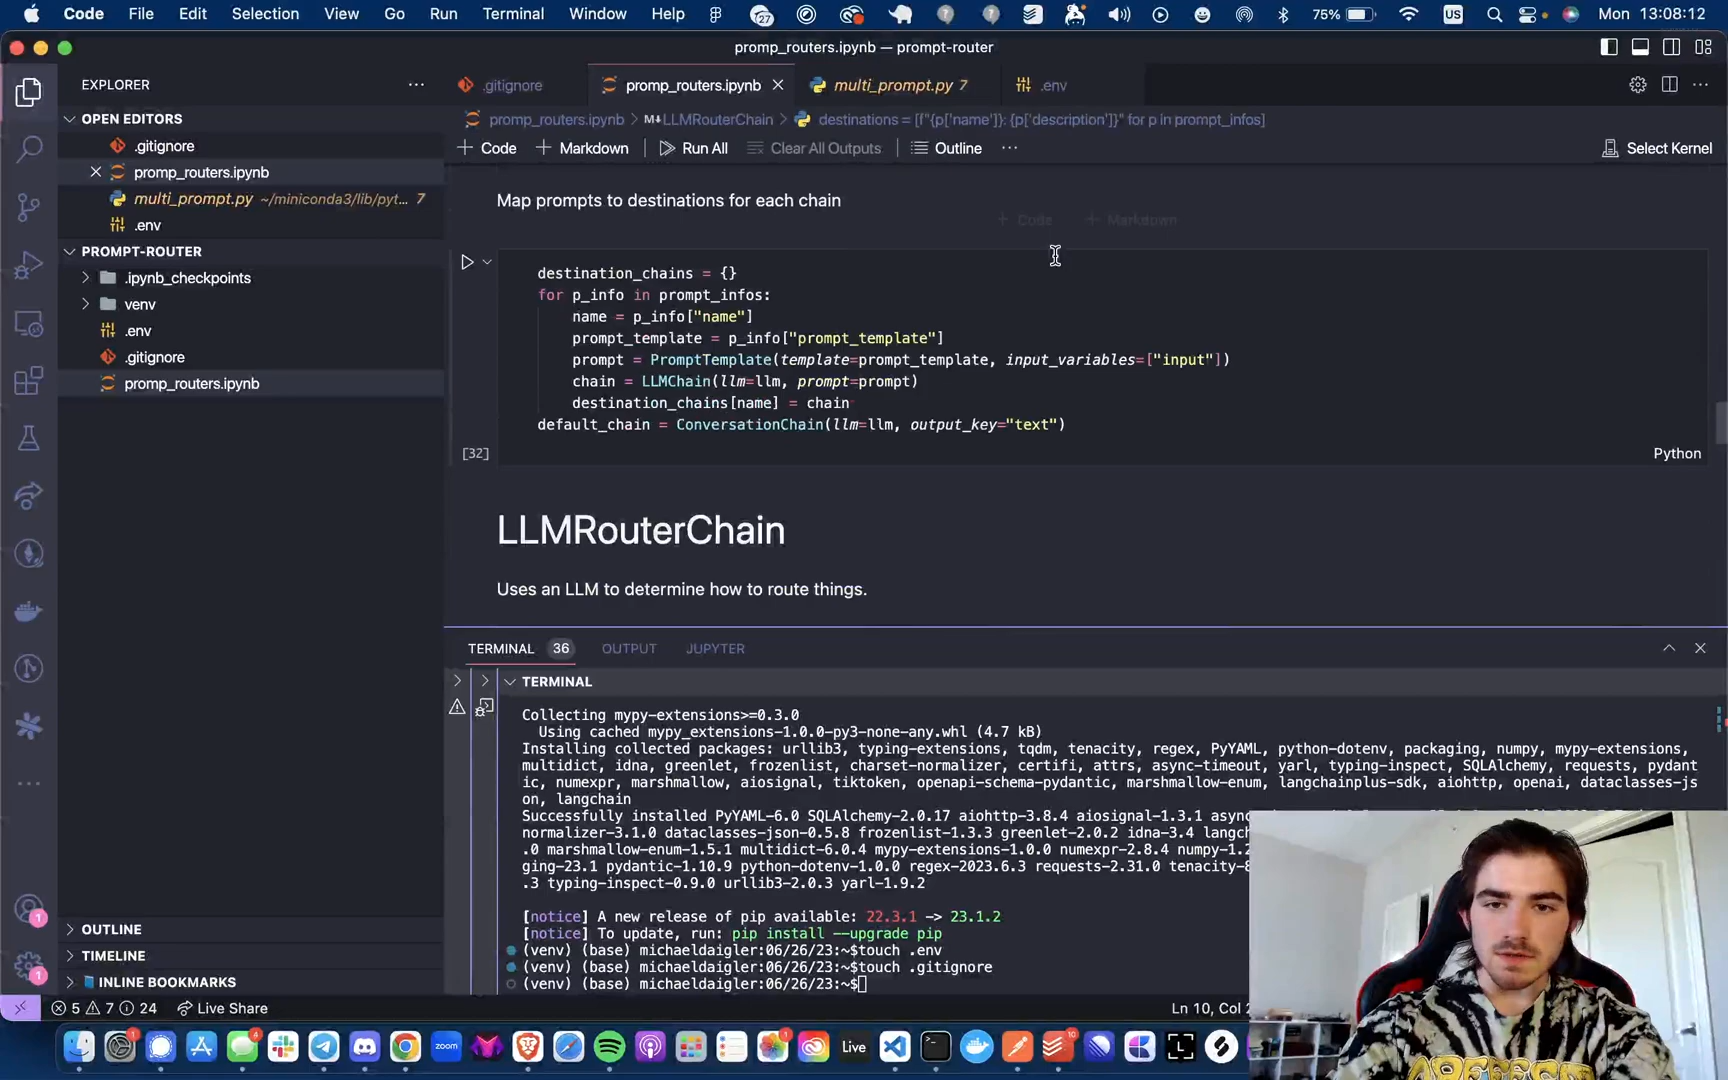 Code File Edit Selection View Go Run Terminal Window Help 27 75% US Mon 13:08:12
promp_routers.ipynb — prompt-router
EXPLORER
.gitignore promp_routers.ipynb multi_prompt.py 7 .env
OPEN EDITORS
promp_routers.ipynb > M↓LLMRouterChain > destinations = [f"{p['name']}: {p['description']}" for p in prompt_infos]
.gitignore
+ Code + Markdown Run All Clear All Outputs Outline Select Kernel
promp_routers.ipynb
multi_prompt.py ~/miniconda3/lib/pyt... 7
.env
PROMPT-ROUTER
.ipynb_checkpoints
venv
.env
.gitignore
promp_routers.ipynb
Map prompts to destinations for each chain
+ Code + Markdown
destination_chains = {}
for p_info in prompt_infos:
name = p_info["name"]
prompt_template = p_info["prompt_template"]
prompt = PromptTemplate(template=prompt_template, input_variables=["input"])
chain = LLMChain(llm=llm, prompt=prompt)
destination_chains[name] = chain
default_chain = ConversationChain(llm=llm, output_key="text")
[32] Python
LLMRouterChain
Uses an LLM to determine how to route things.
TERMINAL 36 OUTPUT JUPYTER
TERMINAL
Collecting mypy-extensions>=0.3.0
Using cached mypy_extensions-1.0.0-py3-none-any.whl (4.7 kB)
Installing collected packages: urllib3, typing-extensions, tqdm, tenacity, regex, PyYAML, python-dotenv, packaging, numpy, mypy-extensions,
multidict, idna, greenlet, frozenlist, charset-normalizer, certifi, attrs, async-timeout, yarl, typing-inspect, SQLAlchemy, requests, pydant
ic, numexpr, marshmallow, aiosignal, tiktoken, openapi-schema-pydantic, marshmallow-enum, langchainplus-sdk, aiohttp, openai, dataclasses-js
on, langchain
Successfully installed PyYAML-6.0 SQLAlchemy-2.0.17 aiohttp-3.8.4 aiosignal-1.3.1 async
normalizer-3.1.0 dataclasses-json-0.5.8 frozenlist-1.3.3 greenlet-2.0.2 idna-3.4 langc
.0 marshmallow-enum-1.5.1 multidict-6.0.4 mypy-extensions-1.0.0 numexpr-2.8.4 numpy-1.2
ging-23.1 pydantic-1.10.9 python-dotenv-1.0.0 regex-2023.6.3 requests-2.31.0 tenacity-8
.3 typing-inspect-0.9.0 urllib3-2.0.3 yarl-1.9.2
[notice] A new release of pip available: 22.3.1 -> 23.1.2
[notice] To update, run: pip install --upgrade pip
(venv) (base) michaeldaigler:06/26/23:~$touch .env
(venv) (base) michaeldaigler:06/26/23:~$touch .gitignore
(venv) (base) michaeldaigler:06/26/23:~$
OUTLINE
TIMELINE
INLINE BOOKMARKS
5 7 24 Live Share Ln 10, Col 2
zoom Live